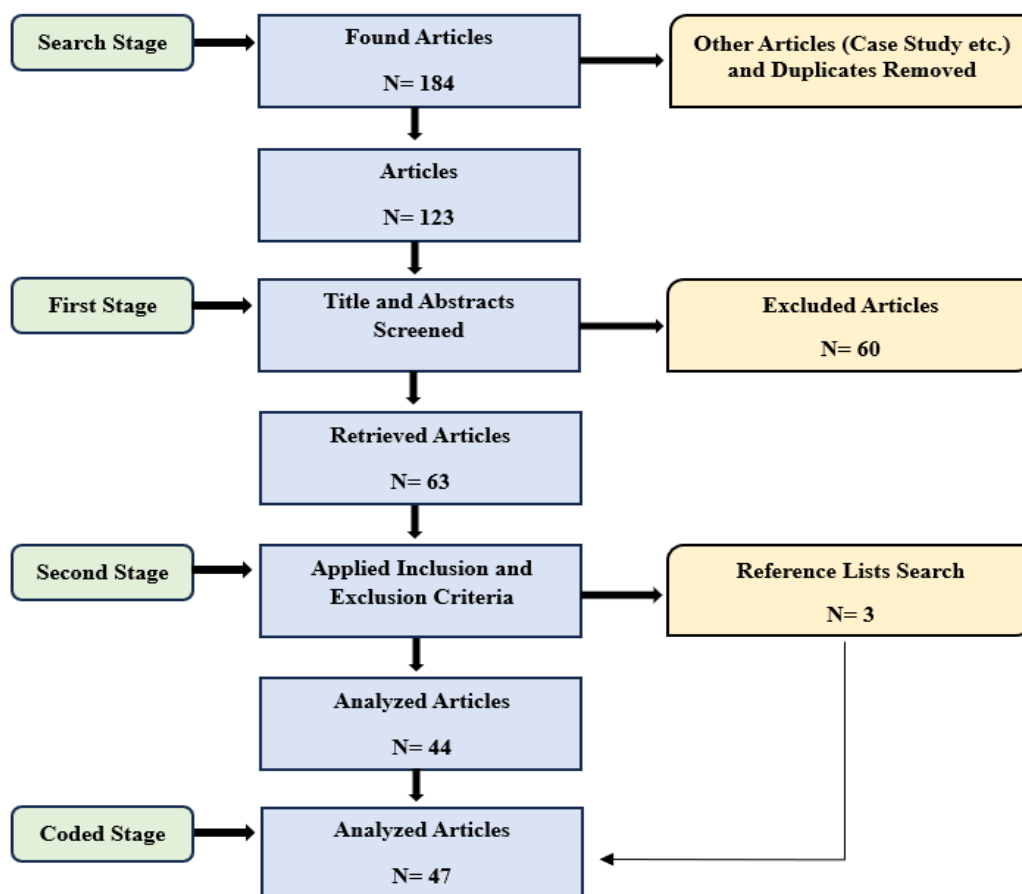 Search Stage
Found Articles
N= 184
Other Articles (Case Study etc.)
and Duplicates Removed
Articles
N= 123
First Stage
Title and Abstracts
Screened
Excluded Articles
N= 60
Retrieved Articles
N= 63
Second Stage
Applied Inclusion and
Exclusion Criteria
Reference Lists Search
N= 3
Analyzed Articles
N= 44
Coded Stage
Analyzed Articles
N= 47